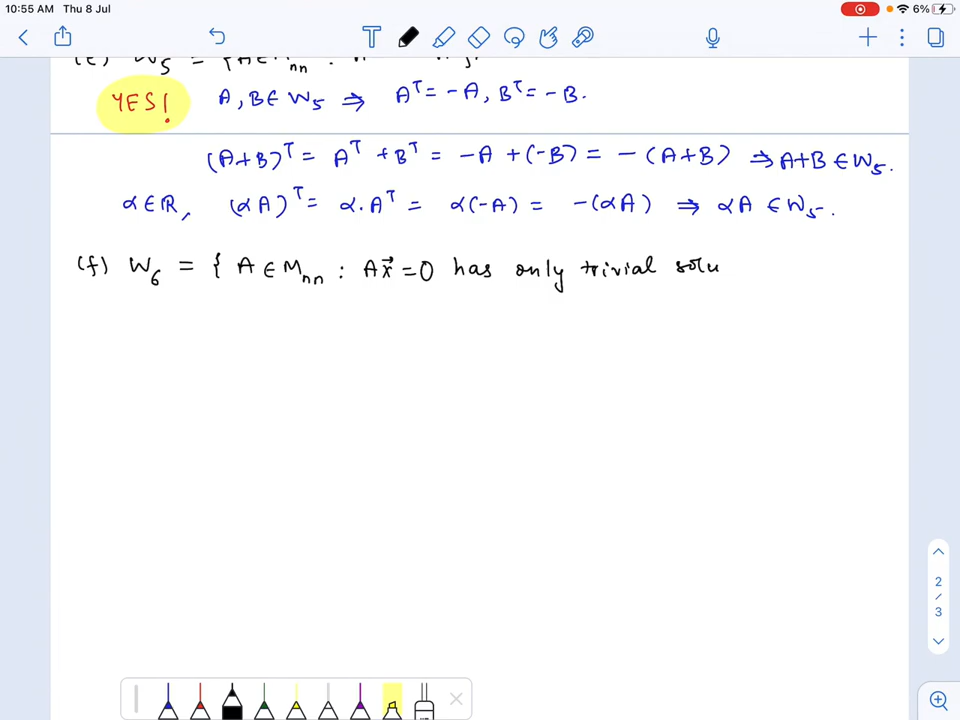 10:55 AM Thu 8 Jul
6%
T
YES! A, B ∈ W₅ ⇒ Aᵀ = -A, Bᵀ = -B.
(A+B)ᵀ = Aᵀ + Bᵀ = -A + (-B) = -(A+B) ⇒ A+B ∈ W₅.
α ∈ ℝ, (αA)ᵀ = α.Aᵀ = α(-A) = -(αA) ⇒ αA ∈ W₅.
(f) W₆ = { A ∈ Mₙₙ : Ax⃗ = 0⃗ has only trivial solu
2
/
3